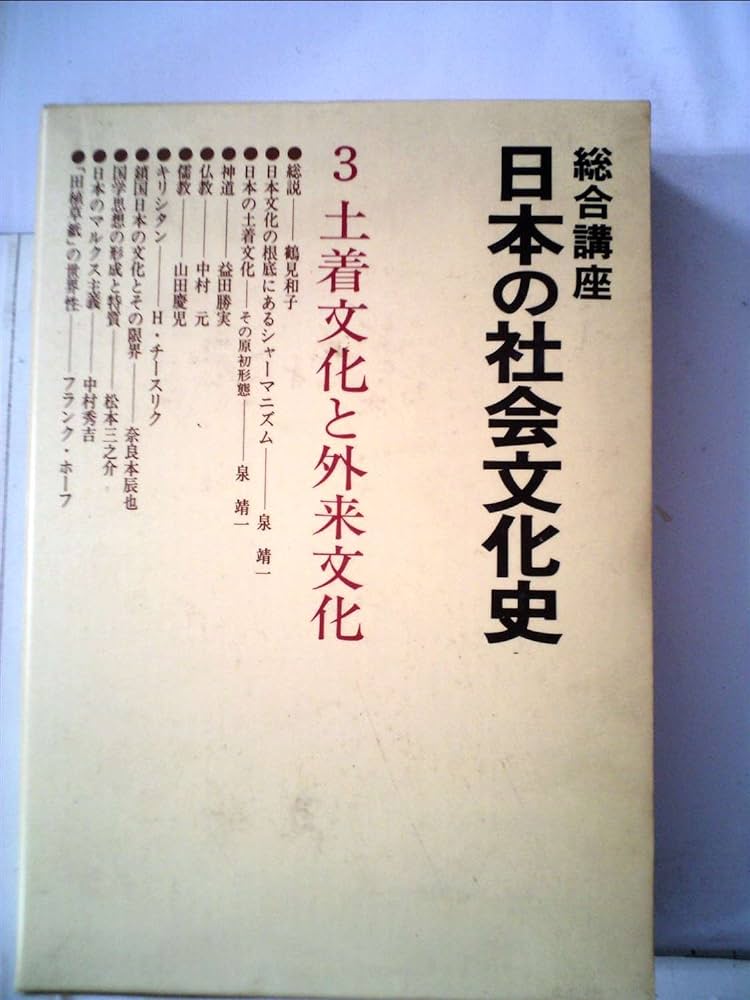 総合講座
日本の社会文化史
3 土着文化と外来文化
●総説――鶴見和子
●日本文化の根底にあるシャーマニズム――泉 靖一
●日本の土着文化――その原初形態――泉 靖一
●神道――益田勝実
●仏教――中村 元
●儒教――山田慶児
●キリシタン――H・チースリク
●鎖国日本の文化とその限界――奈良本辰也
●国学思想の形成と特質――松本三之介
●日本のマルクス主義――中村秀吉
●「田植草紙」の世界性――フランク・ホーフ